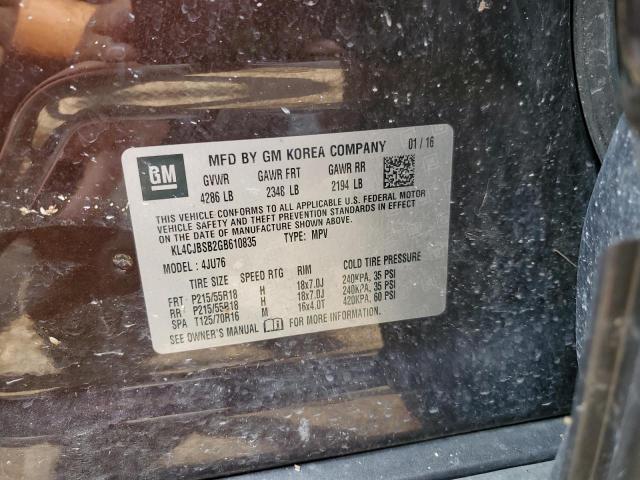 GM
MFD BY GM KOREA COMPANY 01 / 16
GVWR GAWR FRT GAWR RR
4286 LB 2348 LB 2194 LB
THIS VEHICLE CONFORMS TO ALL APPLICABLE U.S. FEDERAL MOTOR
VEHICLE SAFETY AND THEFT PREVENTION STANDARDS IN EFFECT
ON THE DATE OF MANUFACTURE SHOWN ABOVE.
KL4CJBSB2GB610835 TYPE: MPV
MODEL: 4JU76
TIRE SIZE SPEED RTG RIM COLD TIRE PRESSURE
FRT P215/55R18 H 18x7.0J 240KPA, 35 PSI
RR P215/55R18 H 18x7.0J 240KPA, 35 PSI
SPA T125/70R16 M 16x4.0T 420KPA, 60 PSI
SEE OWNER'S MANUAL FOR MORE INFORMATION.